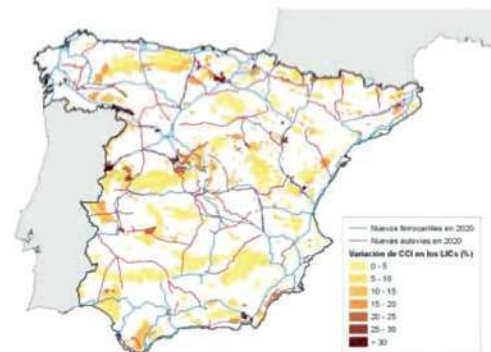 Nuevos ferrocarriles en 2020
Nuevas autovías en 2020
Variación de CCI en los LICs (%)
0 - 5
5 - 10
10 - 15
15 - 20
20 - 25
25 - 30
> 30